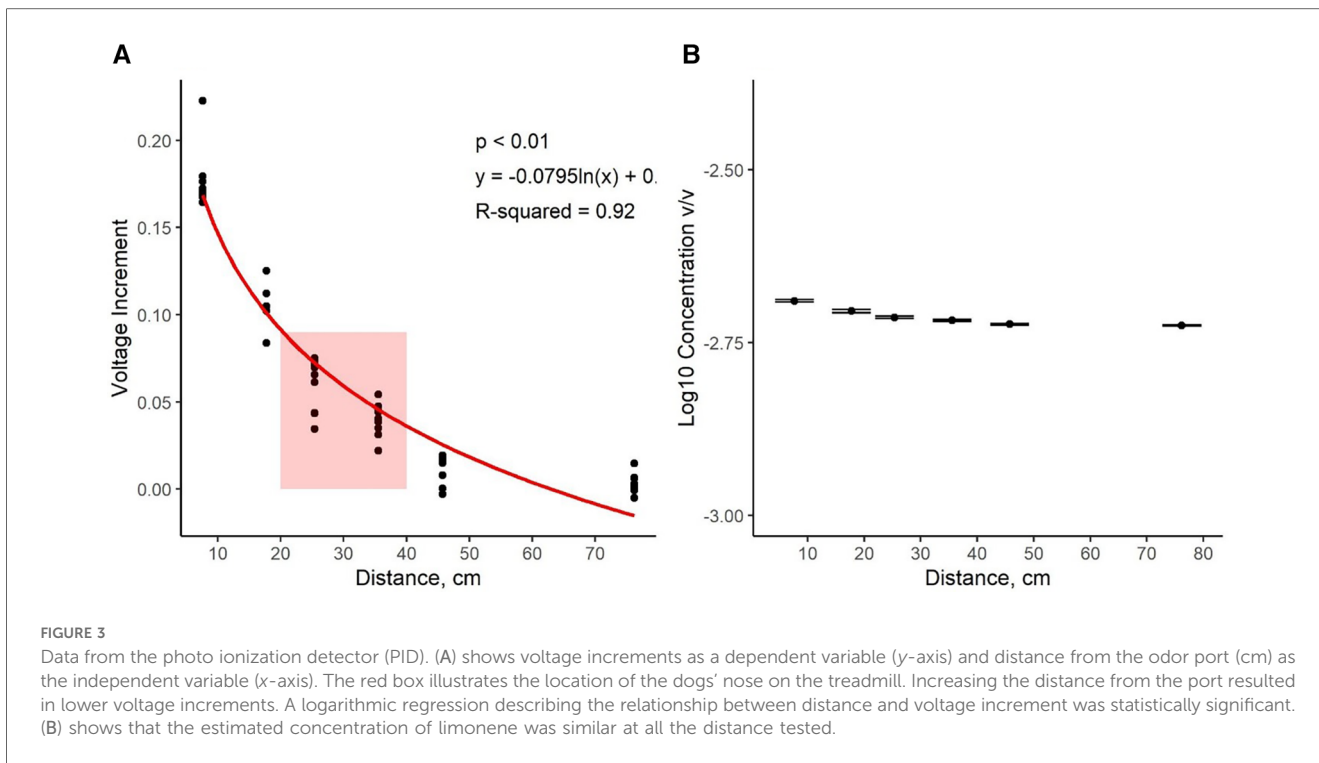 A
B
0.20
0.15
0.10
0.05
0.00
Voltage Increment
p < 0.01
y = -0.0795ln(x) + 0.
R-squared = 0.92
10 20 30 40 50 60 70
Distance, cm
-2.50
-2.75
-3.00
Log10 Concentration v/v
10 20 30 40 50 60 70 80
Distance, cm
FIGURE 3
Data from the photo ionization detector (PID). (A) shows voltage increments as a dependent variable (y-axis) and distance from the odor port (cm) as
the independent variable (x-axis). The red box illustrates the location of the dogs’ nose on the treadmill. Increasing the distance from the port resulted
in lower voltage increments. A logarithmic regression describing the relationship between distance and voltage increment was statistically significant.
(B) shows that the estimated concentration of limonene was similar at all the distance tested.